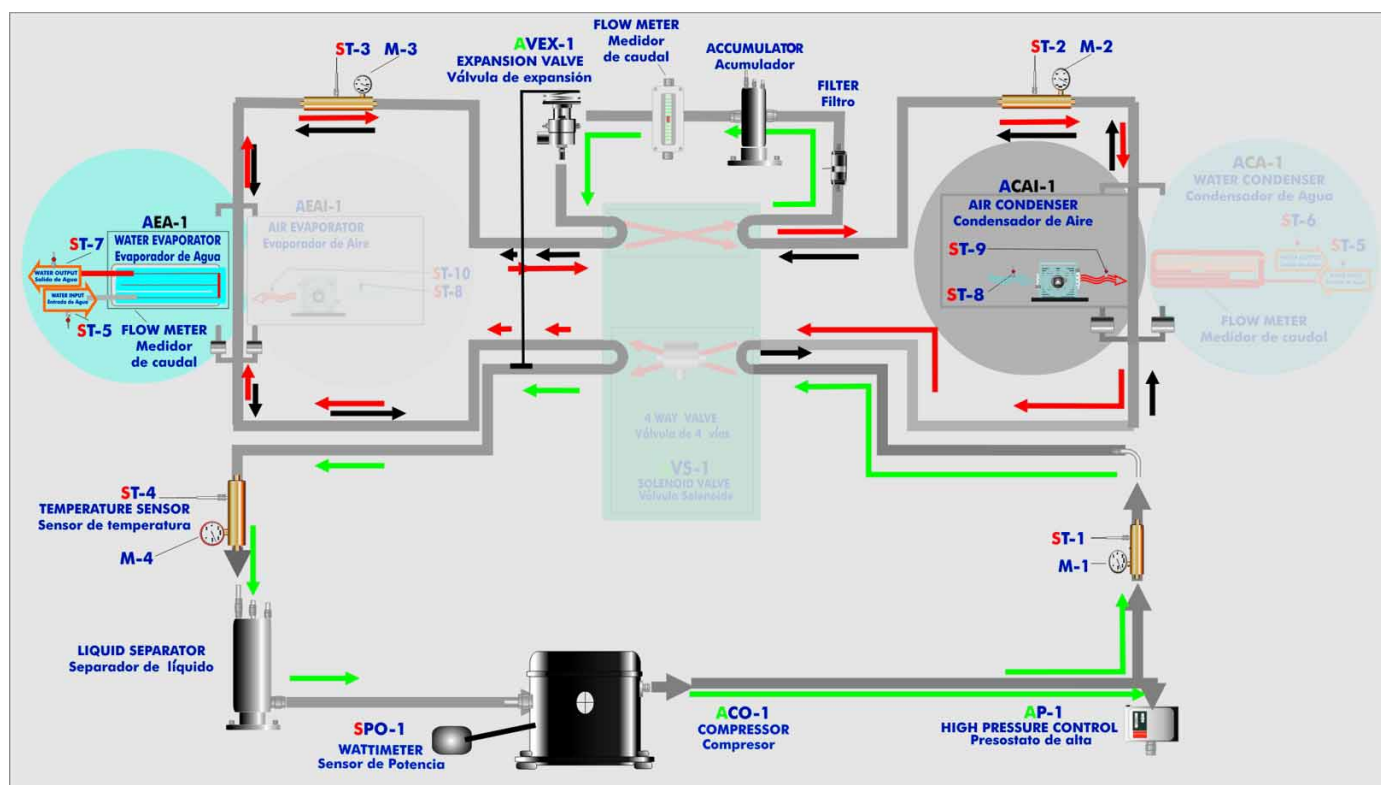 ST-3
M-3
AVEX-1
EXPANSION VALVE
Válvula de expansión
FLOW METER
Medidor
de caudal
ACCUMULATOR
Acumulador
FILTER
Filtro
ST-2
M-2
AEA-1
WATER EVAPORATOR
Evaporador de Agua
ST-7
WATER OUTPUT
Salida de Agua
WATER INPUT
Entrada de Agua
ST-5
FLOW METER
Medidor
de caudal
AEAI-1
AIR EVAPORATOR
Evaporador de Aire
ST-10
ST-8
ACAI-1
AIR CONDENSER
Condensador de Aire
ST-9
ST-8
ACA-1
WATER CONDENSER
Condensador de Agua
ST-6
ST-5
FLOW METER
Medidor de caudal
4 WAT VALVE
Válvula de 4 vías
VS-1
SOLENOID VALVE
Válvula Solenoide
ST-4
TEMPERATURE SENSOR
Sensor de temperatura
M-4
ST-1
M-1
LIQUID SEPARATOR
Separador de líquido
SPO-1
WATTIMETER
Sensor de Potencia
ACO-1
COMPRESSOR
Compresor
AP-1
HIGH PRESSURE CONTROL
Presostato de alta